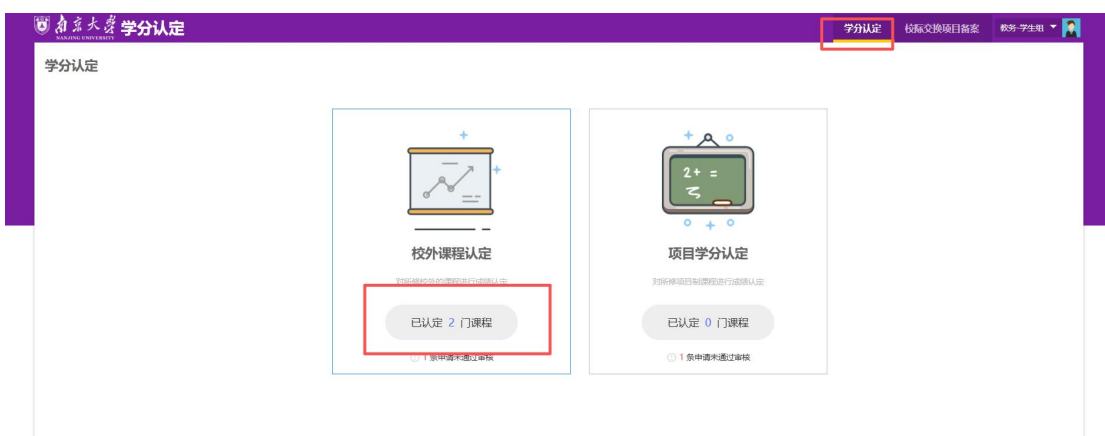 南京大学 学分认定
NANJING UNIVERSITY
学分认定 校际交换项目备案 教务-学生组
学分认定
校外课程认定
对所修校外的课程进行成绩认定
已认定 2 门课程
1 条申请未通过审核
2+ =
项目学分认定
对所修项目制课程进行成绩认定
已认定 0 门课程
1 条申请未通过审核